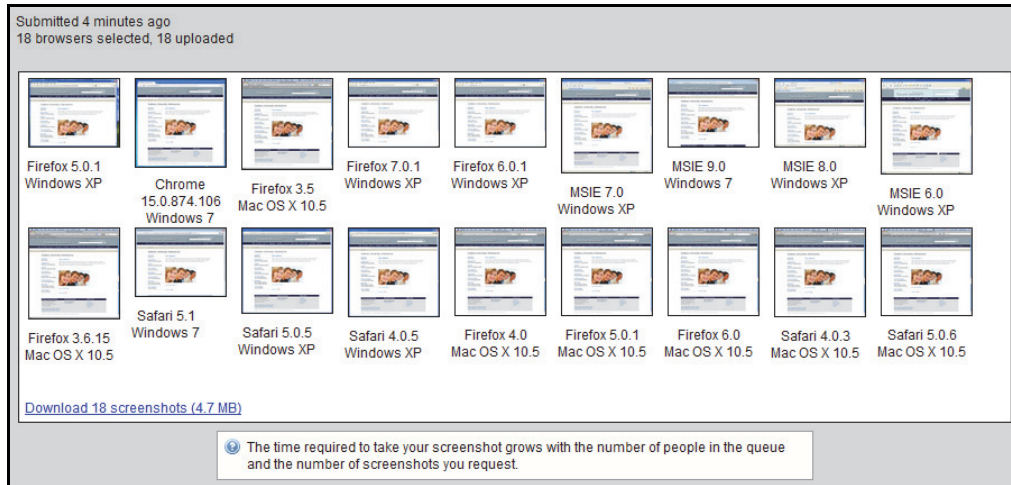 Submitted 4 minutes ago
18 browsers selected, 18 uploaded
Firefox 5.0.1
Windows XP
Chrome
15.0.874.106
Windows 7
Firefox 3.5
Mac OS X 10.5
Firefox 7.0.1
Windows XP
Firefox 6.0.1
Windows XP
MSIE 7.0
Windows XP
MSIE 9.0
Windows 7
MSIE 8.0
Windows XP
MSIE 6.0
Windows XP
Firefox 3.6.15
Mac OS X 10.5
Safari 5.1
Windows 7
Safari 5.0.5
Windows XP
Safari 4.0.5
Windows XP
Firefox 4.0
Mac OS X 10.5
Firefox 5.0.1
Mac OS X 10.5
Firefox 6.0
Mac OS X 10.5
Safari 4.0.3
Mac OS X 10.5
Safari 5.0.6
Mac OS X 10.5
Download 18 screenshots (4.7 MB)
The time required to take your screenshot grows with the number of people in the queue
and the number of screenshots you request.